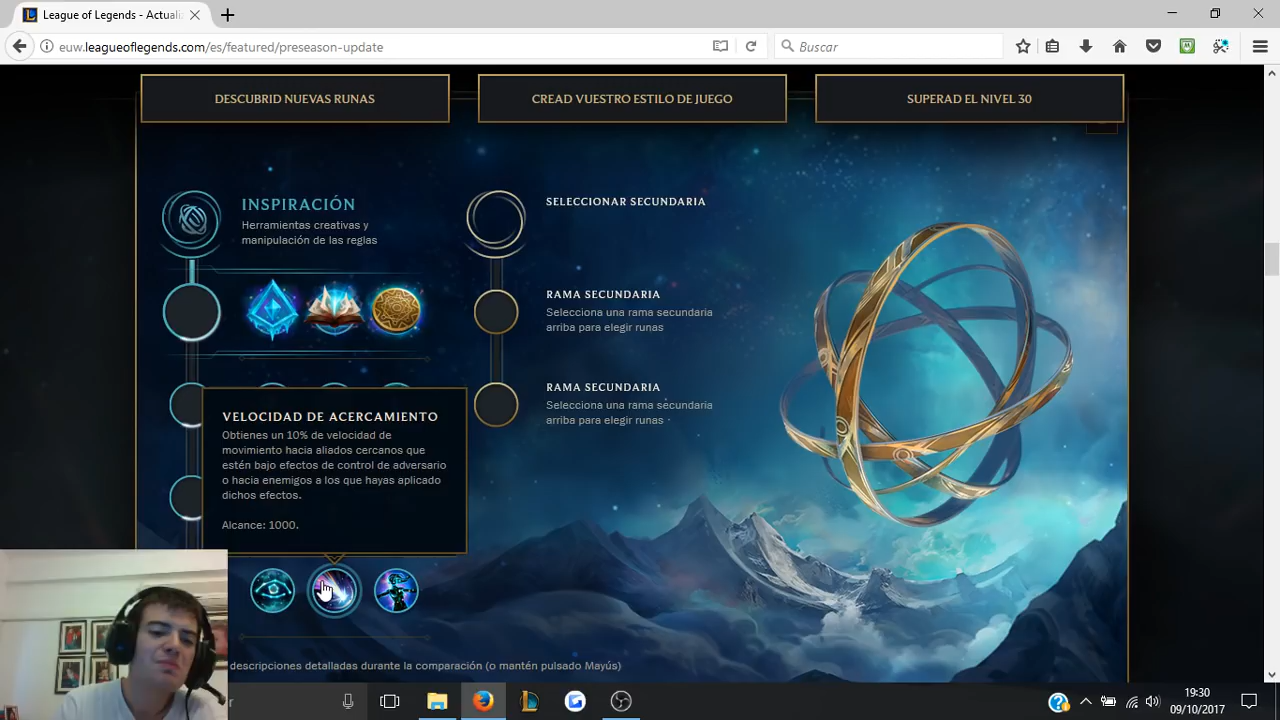 League of Legends - Actuali
euw.leagueoflegends.com/es/featured/preseason-update
Buscar
DESCUBRID NUEVAS RUNAS
CREAD VUESTRO ESTILO DE JUEGO
SUPERAD EL NIVEL 30
INSPIRACIÓN
Herramientas creativas y
manipulación de las reglas
SELECCIONAR SECUNDARIA
RAMA SECUNDARIA
Selecciona una rama secundaria
arriba para elegir runas
RAMA SECUNDARIA
Selecciona una rama secundaria
arriba para elegir runas
VELOCIDAD DE ACERCAMIENTO
Obtienes un 10% de velocidad de
movimiento hacia aliados cercanos que
estén bajo efectos de control de adversario
o hacia enemigos a los que hayas aplicado
dichos efectos.
Alcance: 1000.
descripciones detalladas durante la comparación (o mantén pulsado Mayús)
r
19:30
09/10/2017